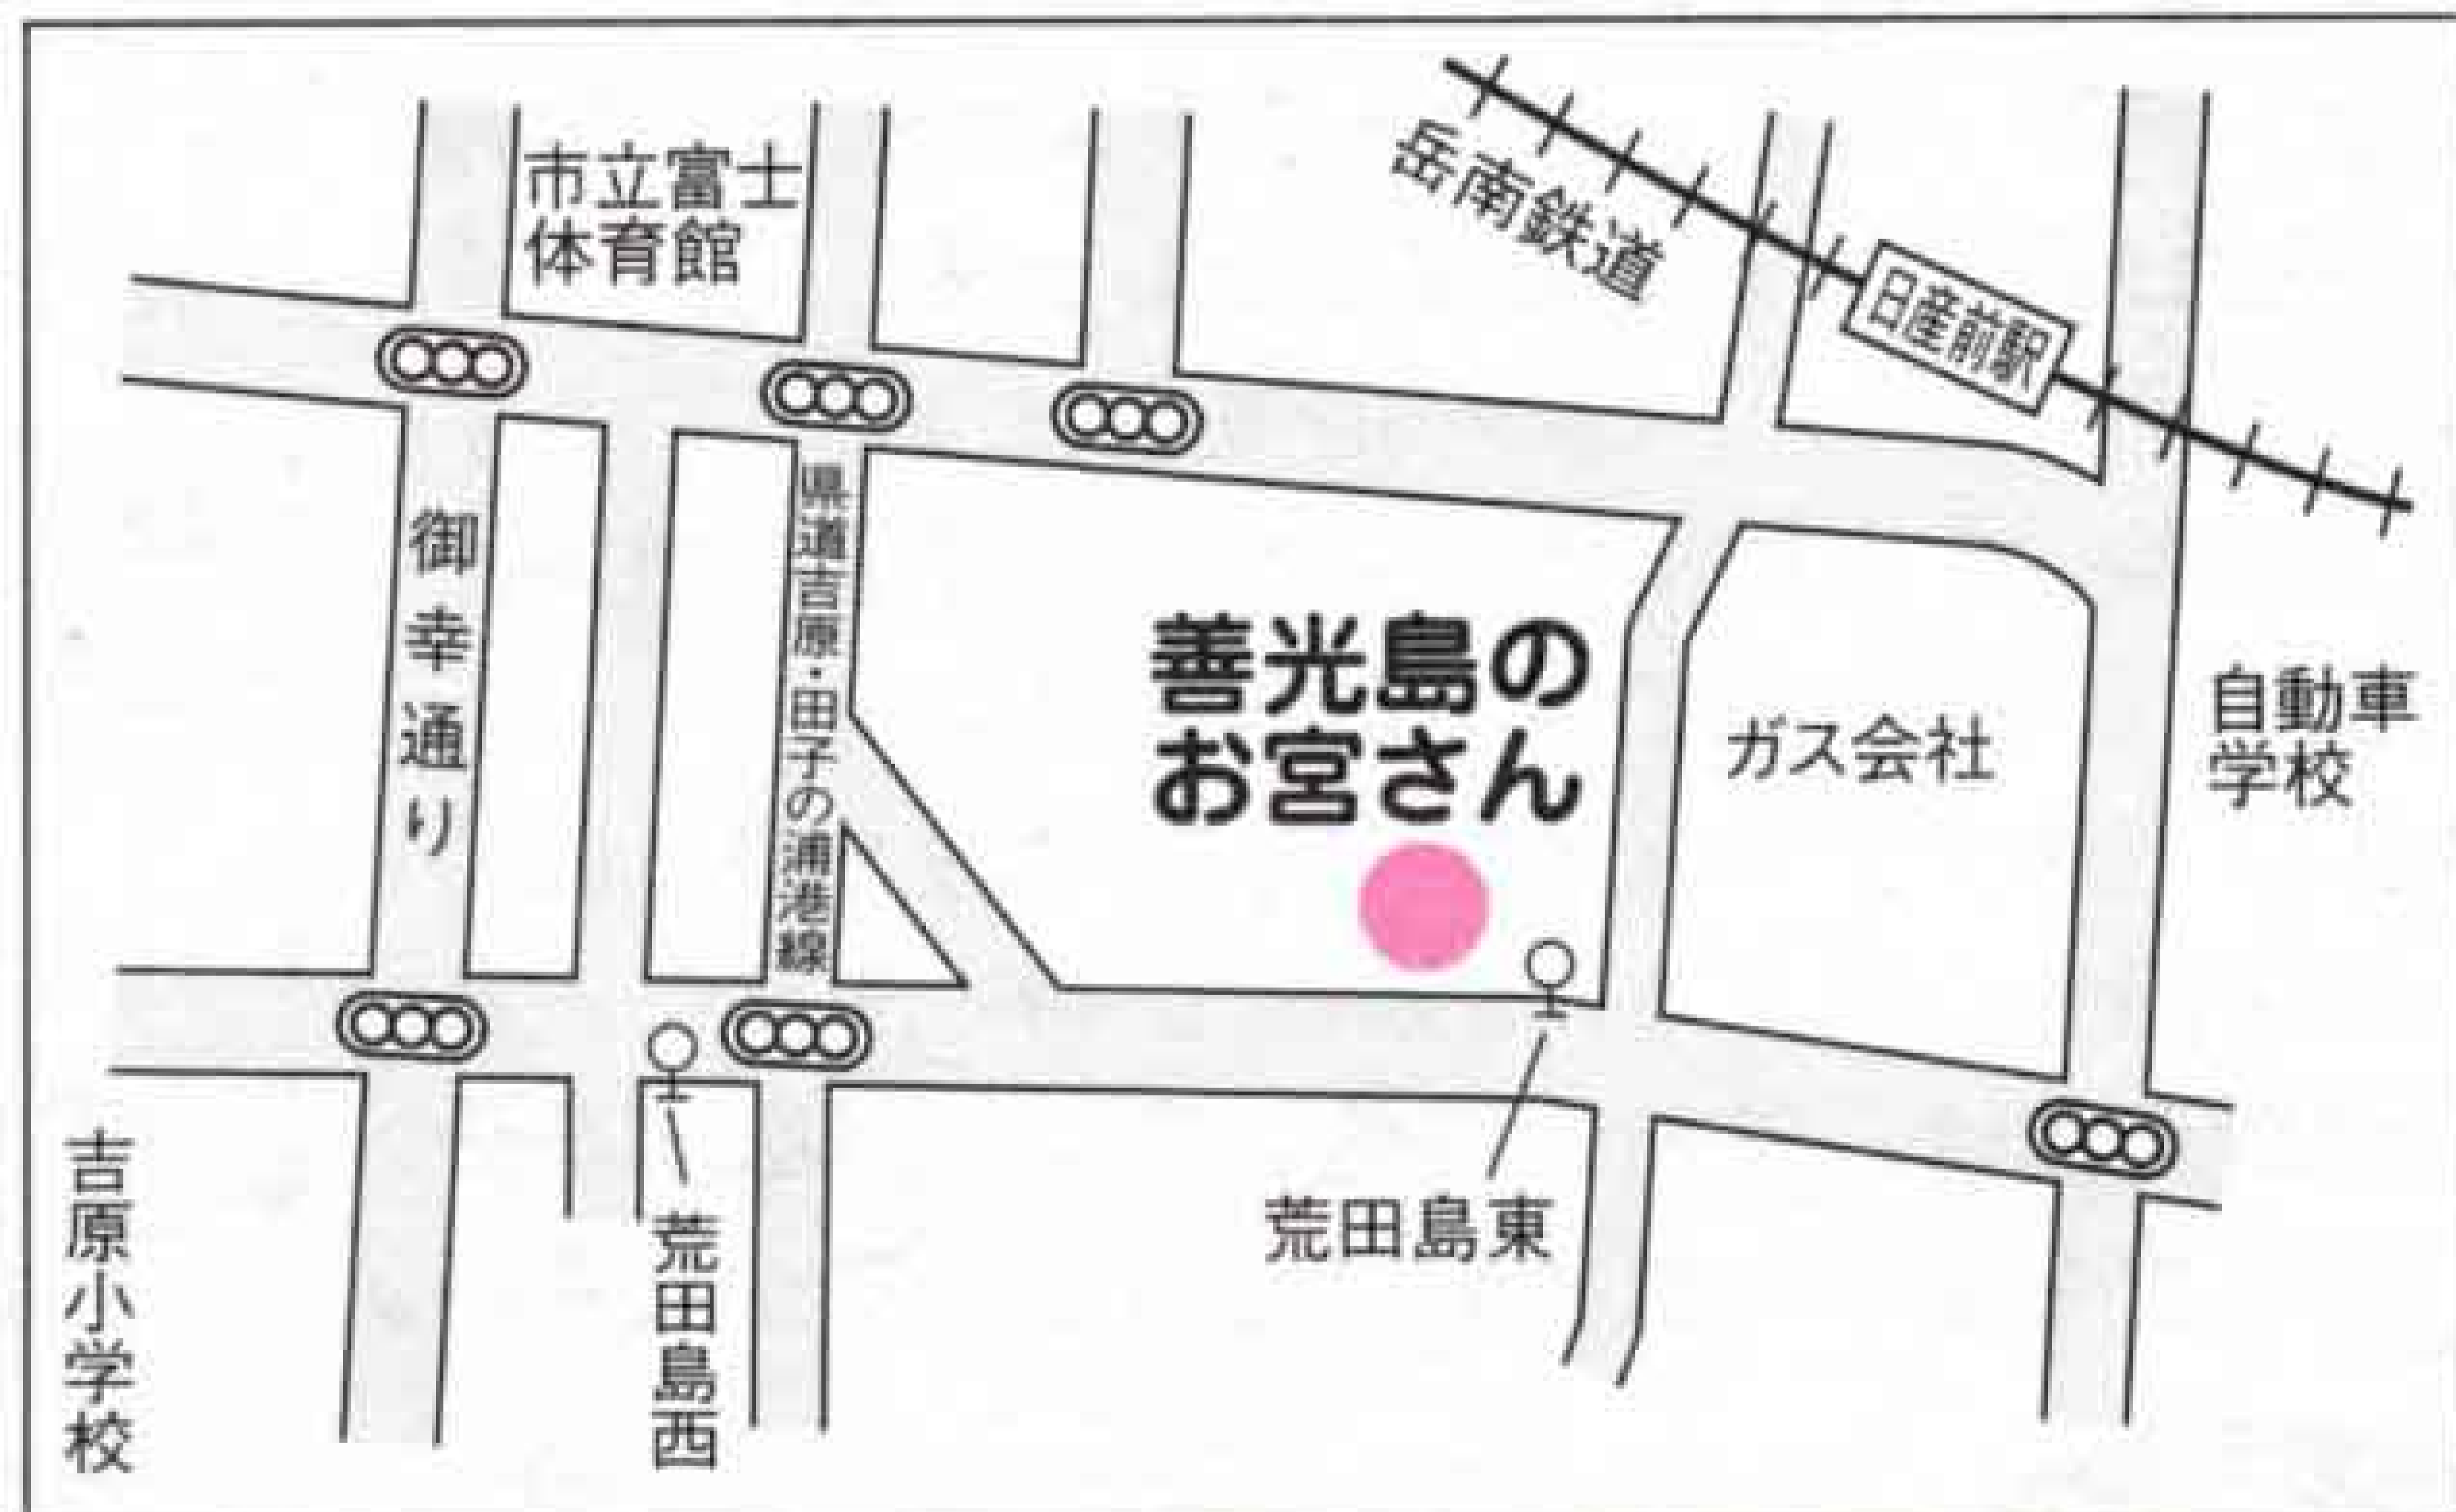 市立富士
体育館
岳南鉄道
日産前駅
御幸通り
県道吉原・田子の浦港線
善光島の
お宮さん
ガス会社
自動車
学校
吉原小学校
荒田島西
荒田島東